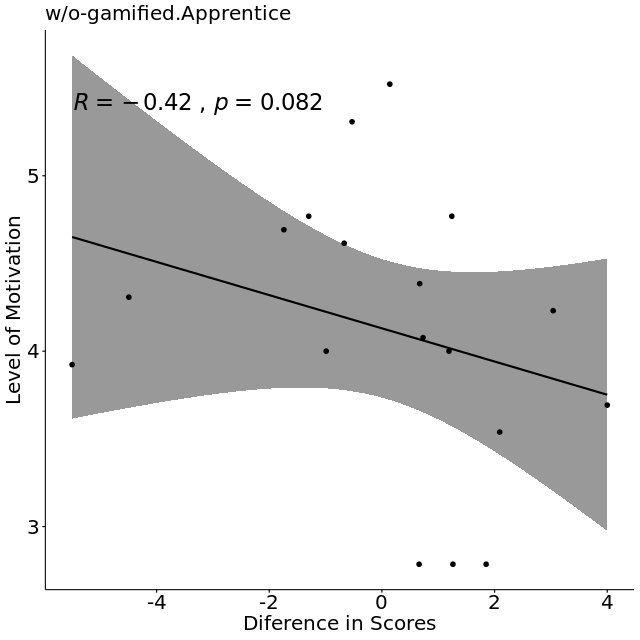 w/o-gamified.Apprentice
R = −0.42 , p = 0.082
Level of Motivation
5
4
3
-4 -2 0 2 4
Diference in Scores